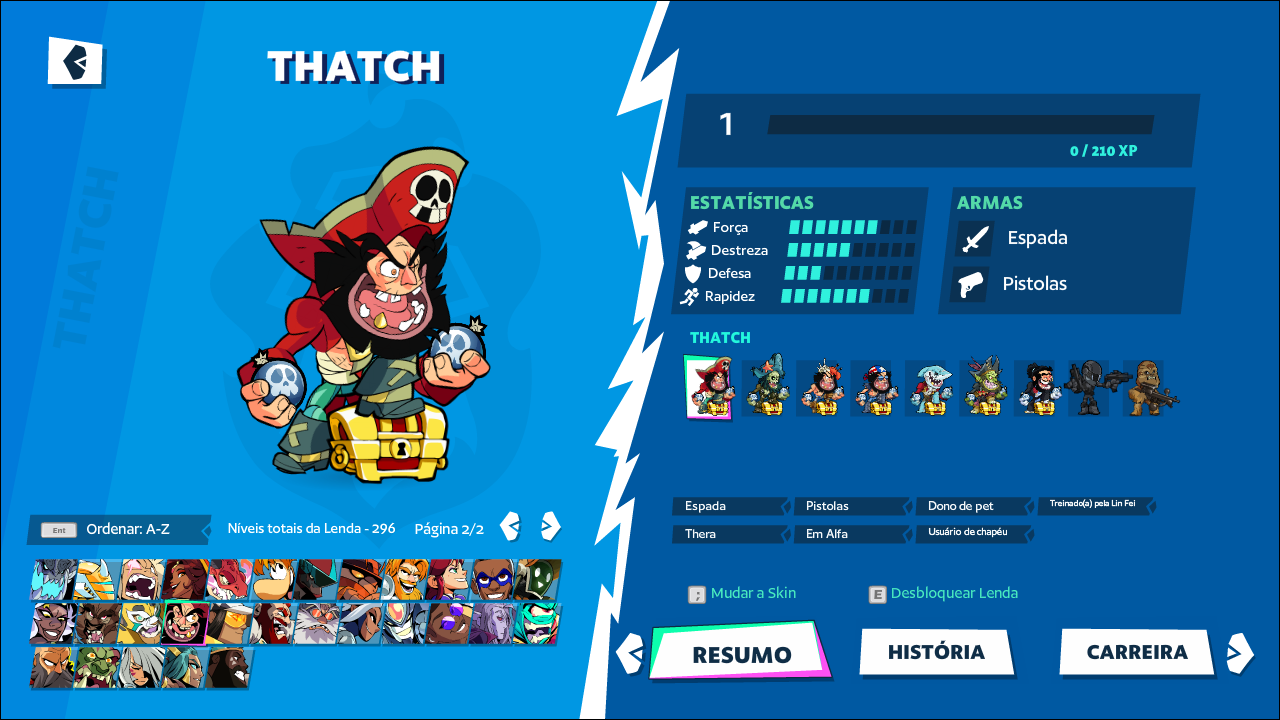 THATCH
THATCH
1
0 / 210 XP
ESTATÍSTICAS
Força
Destreza
Defesa
Rapidez
ARMAS
Espada
Pistolas
THATCH
Espada
Pistolas
Dono de pet
Treinado(a) pela Lin Fei
Thera
Em Alfa
Usuário de chapéu
Ent
Ordenar: A-Z
Níveis totais da Lenda - 296
Página 2/2
; Mudar a Skin
E Desbloquear Lenda
RESUMO
HISTÓRIA
CARREIRA